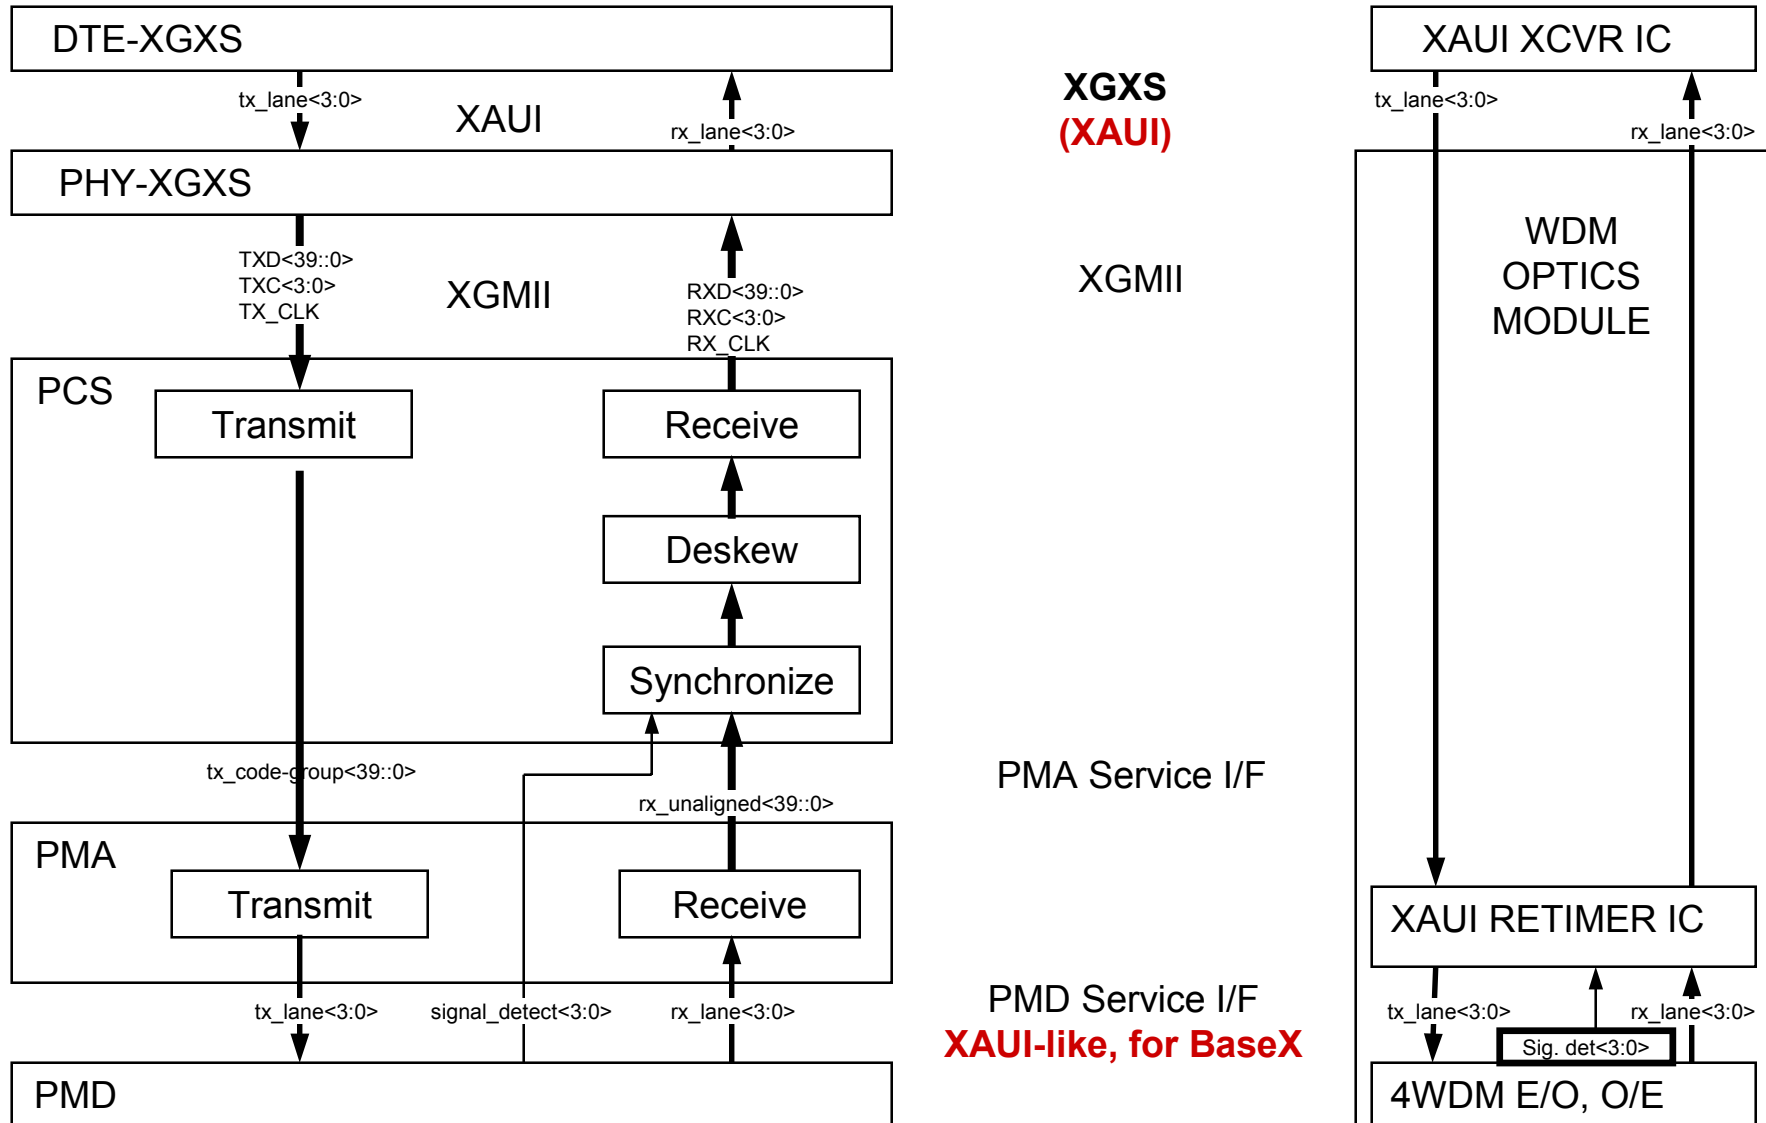 DTE-XGXS
tx_lane<3:0>
XAUI
rx_lane<3:0>
PHY-XGXS
TXD<39::0>
TXC<3:0>
TX_CLK
XGMII
RXD<39::0>
RXC<3:0>
RX_CLK
PCS
Transmit
Receive
Deskew
Synchronize
tx_code-group<39::0>
rx_unaligned<39::0>
PMA
Transmit
Receive
tx_lane<3:0>
signal_detect<3:0>
rx_lane<3:0>
PMD
XGXS
(XAUI)
XGMII
PMA Service I/F
PMD Service I/F
XAUI-like, for BaseX
XAUI XCVR IC
tx_lane<3:0>
rx_lane<3:0>
WDM
OPTICS
MODULE
XAUI RETIMER IC
tx_lane<3:0>
rx_lane<3:0>
Sig. det<3:0>
4WDM E/O, O/E